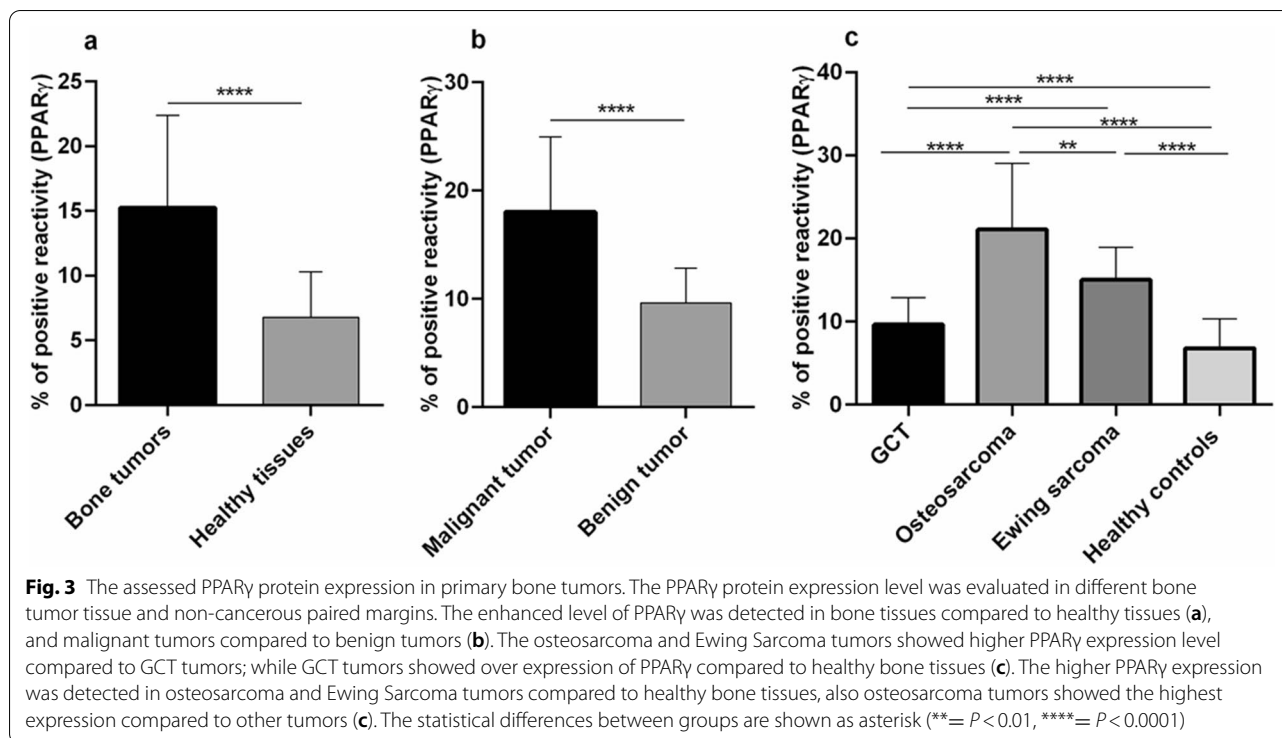 a
% of positive reactivity (PPARγ)
25
20
15
10
5
0
****
Bone tumors
Healthy tissues
b
% of positive reactivity (PPARγ)
30
20
10
0
****
Malignant tumor
Benign tumor
c
% of positive reactivity (PPARγ)
40
30
20
10
0
****
****
****
****
**
****
GCT
Osteosarcoma
Ewing sarcoma
Healthy controls
Fig. 3 The assessed PPARγ protein expression in primary bone tumors. The PPARγ protein expression level was evaluated in different bone
tumor tissue and non-cancerous paired margins. The enhanced level of PPARγ was detected in bone tissues compared to healthy tissues (a),
and malignant tumors compared to benign tumors (b). The osteosarcoma and Ewing Sarcoma tumors showed higher PPARγ expression level
compared to GCT tumors; while GCT tumors showed over expression of PPARγ compared to healthy bone tissues (c). The higher PPARγ expression
was detected in osteosarcoma and Ewing Sarcoma tumors compared to healthy bone tissues, also osteosarcoma tumors showed the highest
expression compared to other tumors (c). The statistical differences between groups are shown as asterisk (**= P < 0.01, ****= P < 0.0001)